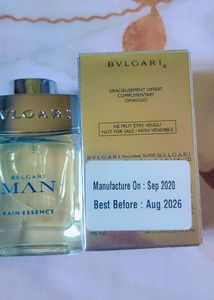 BVLGARI
GRACIEUSEMENT OFFERT
COMPLIMENTARY
OMAGGIO
NE PEUT ÊTRE VENDU
NOT FOR SALE - NON VENDIBILE
BVLGARI
Manufacture On : Sep 2020
Best Before : Aug 2026
BVLGARI
BVLGARI
MAN
RAIN ESSENCE